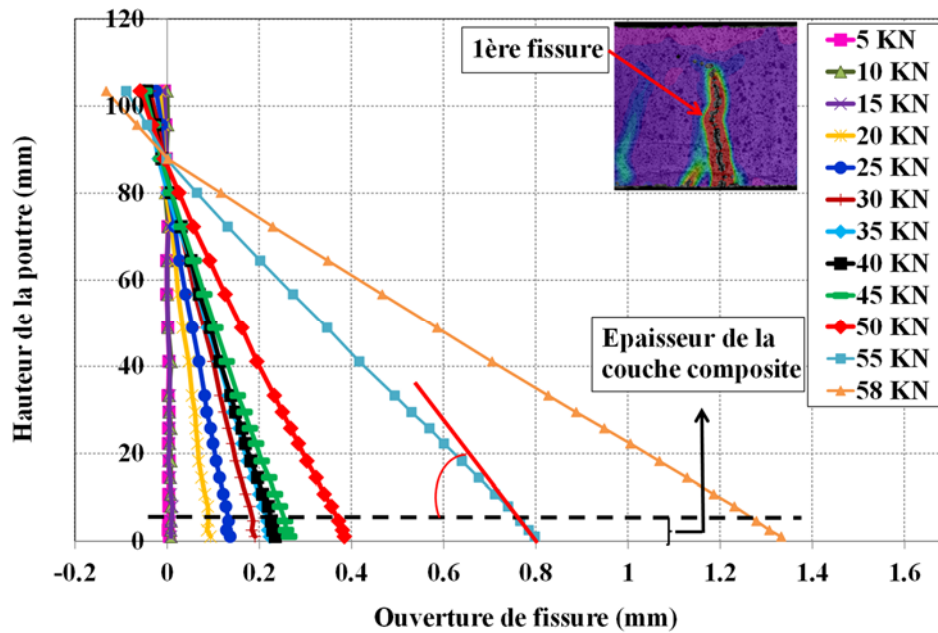 120
100
80
60
40
20
0
-0.2
0
0.2
0.4
0.6
0.8
1
1.2
1.4
1.6
Hauteur de la poutre (mm)
Ouverture de fissure (mm)
1ère fissure
Epaisseur de la
couche composite
5 KN
10 KN
15 KN
20 KN
25 KN
30 KN
35 KN
40 KN
45 KN
50 KN
55 KN
58 KN